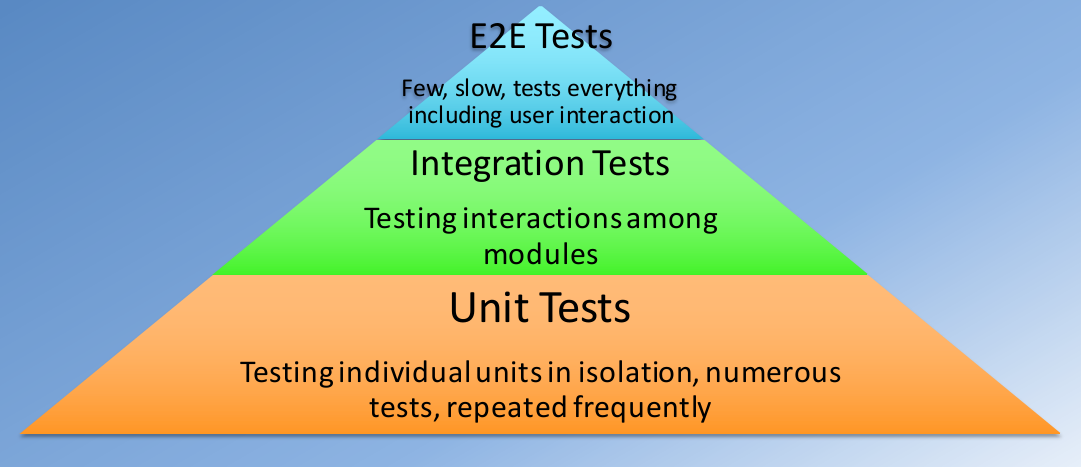 E2E Tests
Few, slow, tests everything
including user interaction
Integration Tests
Testing interactions among
modules
Unit Tests
Testing individual units in isolation, numerous
tests, repeated frequently